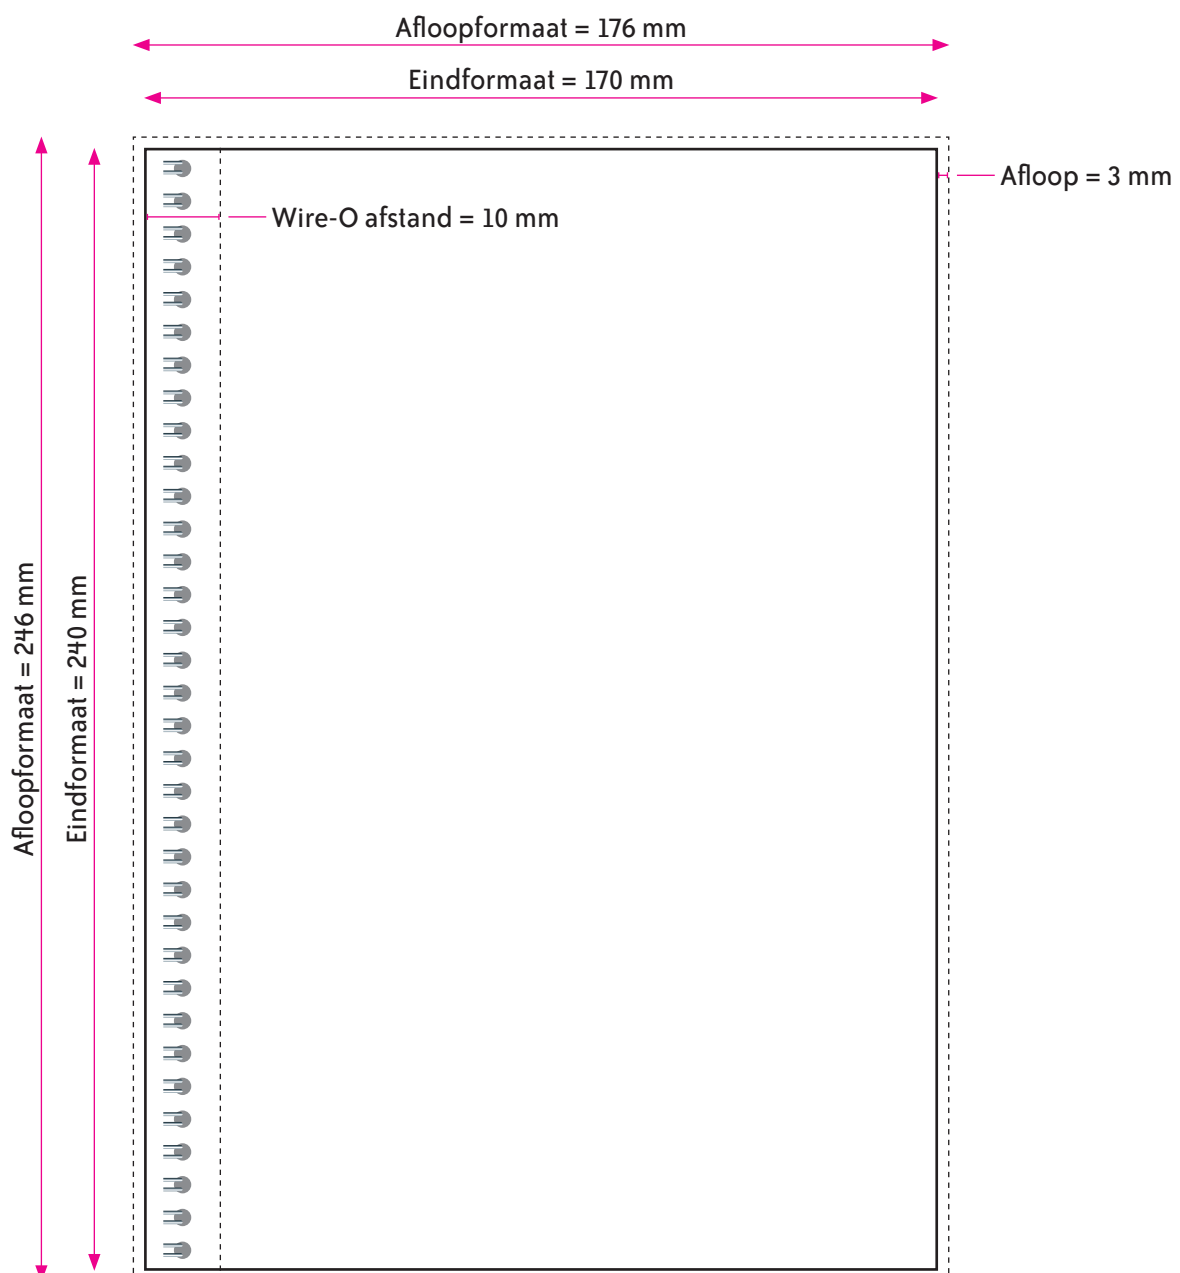 Afloopformaat = 176 mm
Eindformaat = 170 mm
Afloop = 3 mm
Wire-O afstand = 10 mm
Afloopformaat = 246 mm
Eindformaat = 240 mm